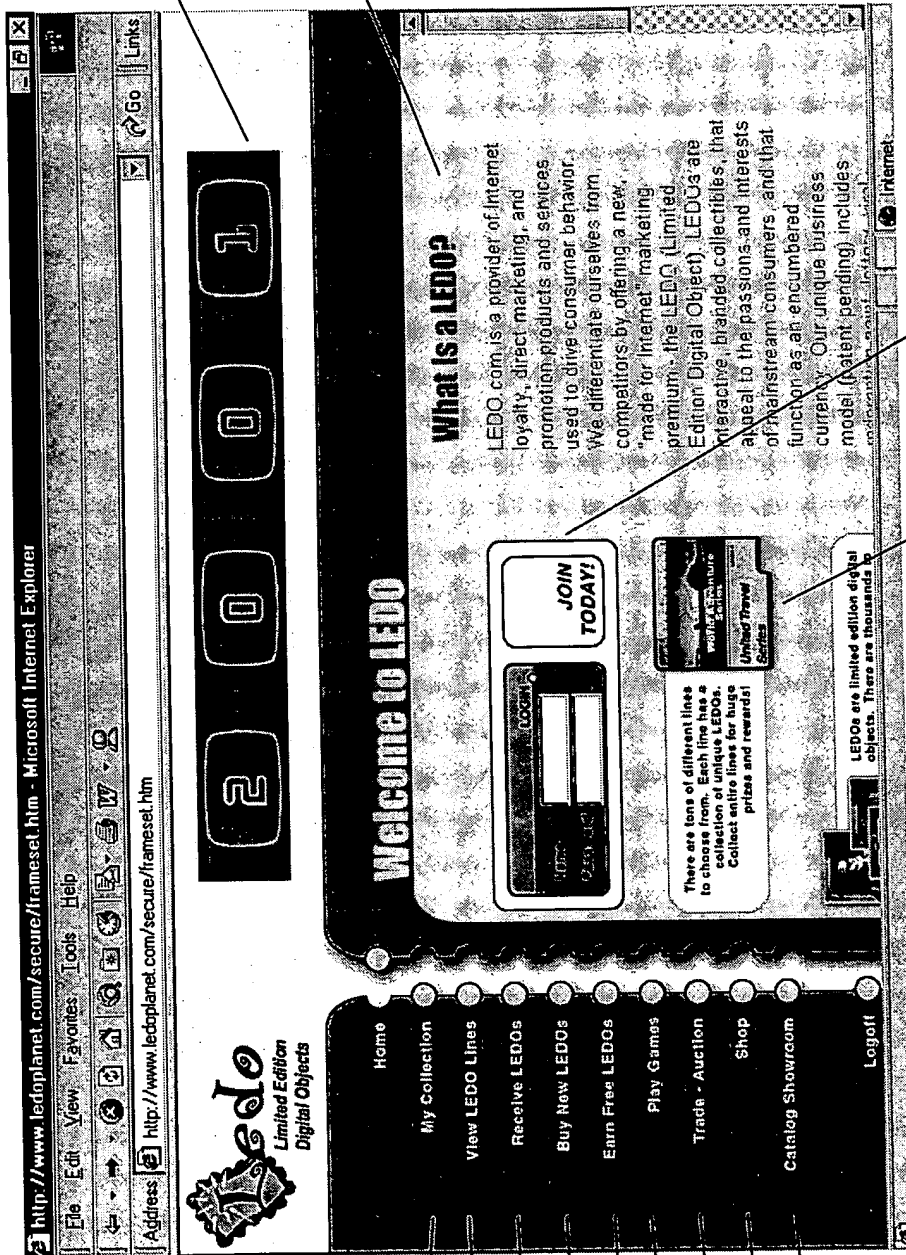 http://www.ledoplanet.com/secure/frameset.htm - Microsoft Internet Explorer
File Edit View Favorites Tools Help
Address http://www.ledoplanet.com/secure/frameset.htm Go Links
ledo
Limited Edition
Digital Objects
2 0 0 1
Home
My Collection
View LEDO Lines
Receive LEDOs
Buy New LEDOs
Earn Free LEDOs
Play Games
Trade - Auction
Shop
Catalog Showroom
Logoff
Welcome to LEDO
LOGIN
JOIN
TODAY!
There are tons of different lines
to choose from. Each line has a
collection of unique LEDOs.
Collect entire lines for huge
prizes and rewards!
World Adventure
Series
United Travel
Series
LEDOs are limited edition digital
objects. There are thousands to
What is a LEDO?
LEDO.com is a provider of Internet
loyalty, direct marketing, and
promotion products and services
used to drive consumer behavior.
We differentiate ourselves from
competitors by offering a new,
"made for Internet" marketing
premium - the LEDO (Limited
Edition Digital Object). LEDOs are
interactive, branded collectibles, that
appeal to the passions and interests
of mainstream consumers, and that
function as an encumbered
currency. Our unique business
model (patent pending) includes
Internet